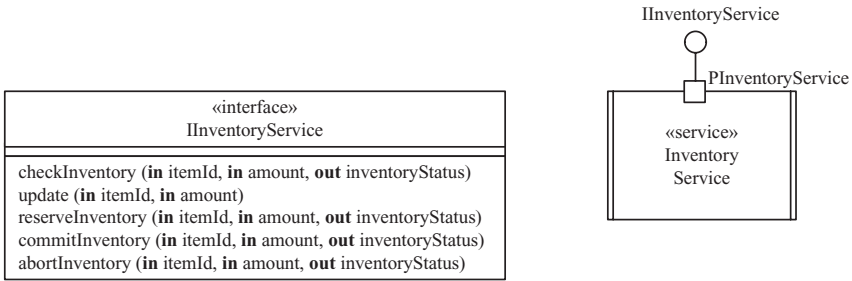 «interface»
IInventoryService
checkInventory (in itemId, in amount, out inventoryStatus)
update (in itemId, in amount)
reserveInventory (in itemId, in amount, out inventoryStatus)
commitInventory (in itemId, in amount, out inventoryStatus)
abortInventory (in itemId, in amount, out inventoryStatus)
IInventoryService
PInventoryService
«service»
Inventory
Service